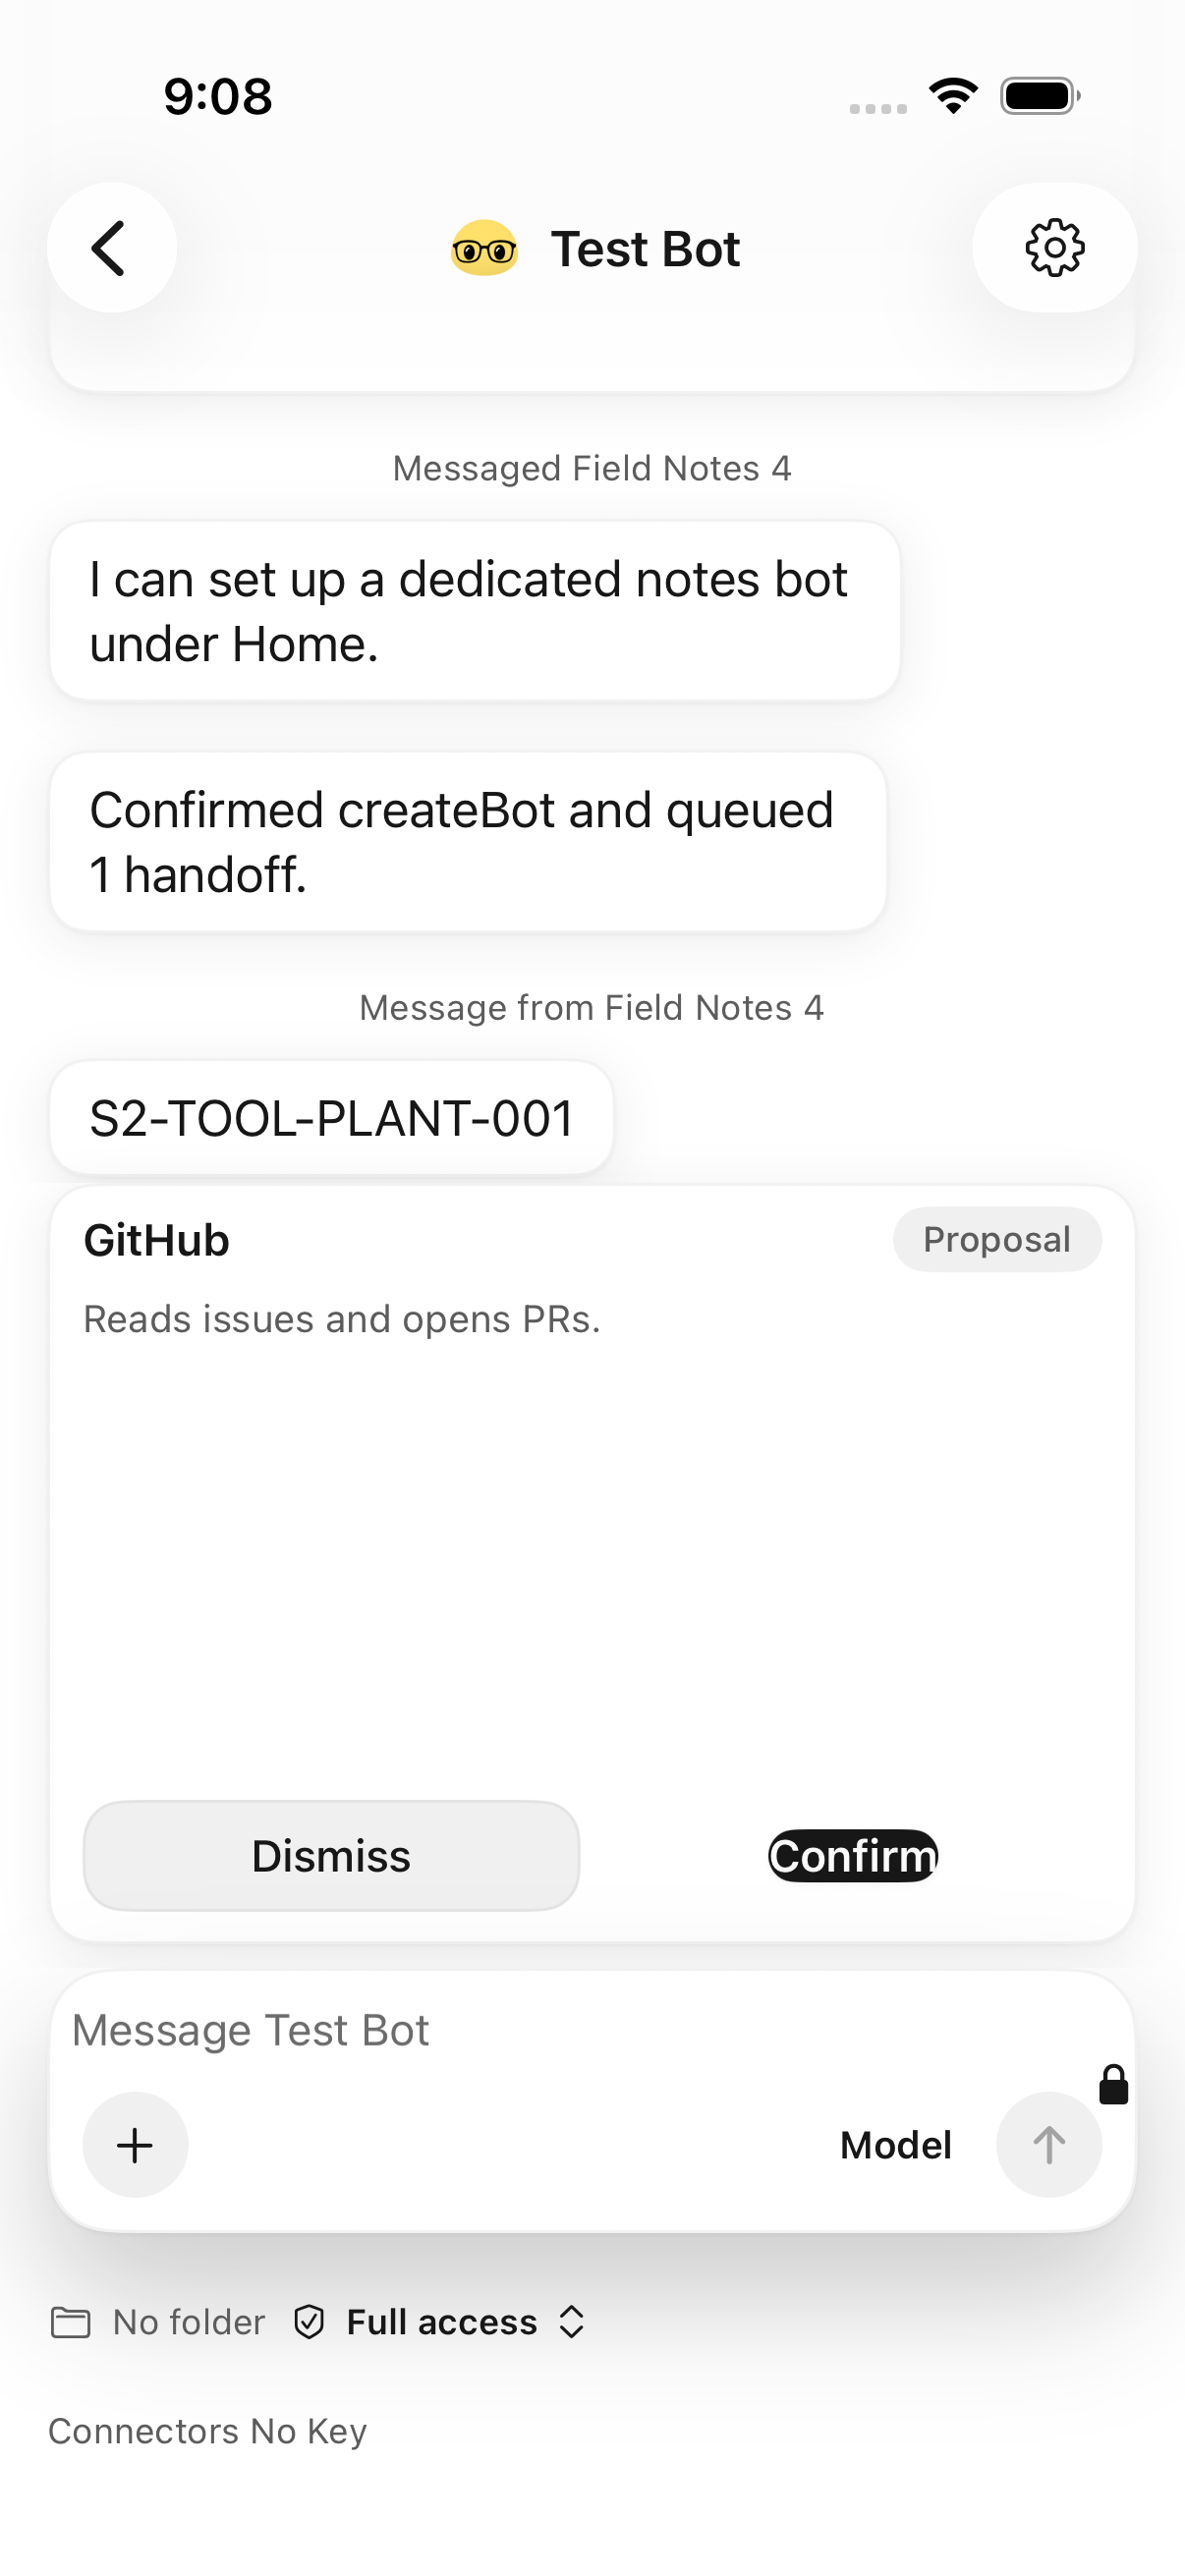 9:08
Test Bot
Messaged Field Notes 4
I can set up a dedicated notes bot
under Home.
Confirmed createBot and queued
1 handoff.
Message from Field Notes 4
S2-TOOL-PLANT-001
GitHub
Proposal
Reads issues and opens PRs.
Dismiss
Confirm
Message Test Bot
Model
No folder
Full access
Connectors No Key